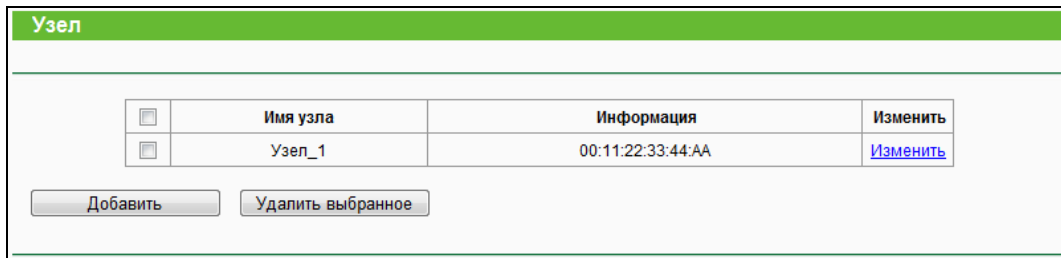 Узел
Имя узла Информация Изменить
Узел_1 00:11:22:33:44:AA Изменить
Добавить Удалить выбранное